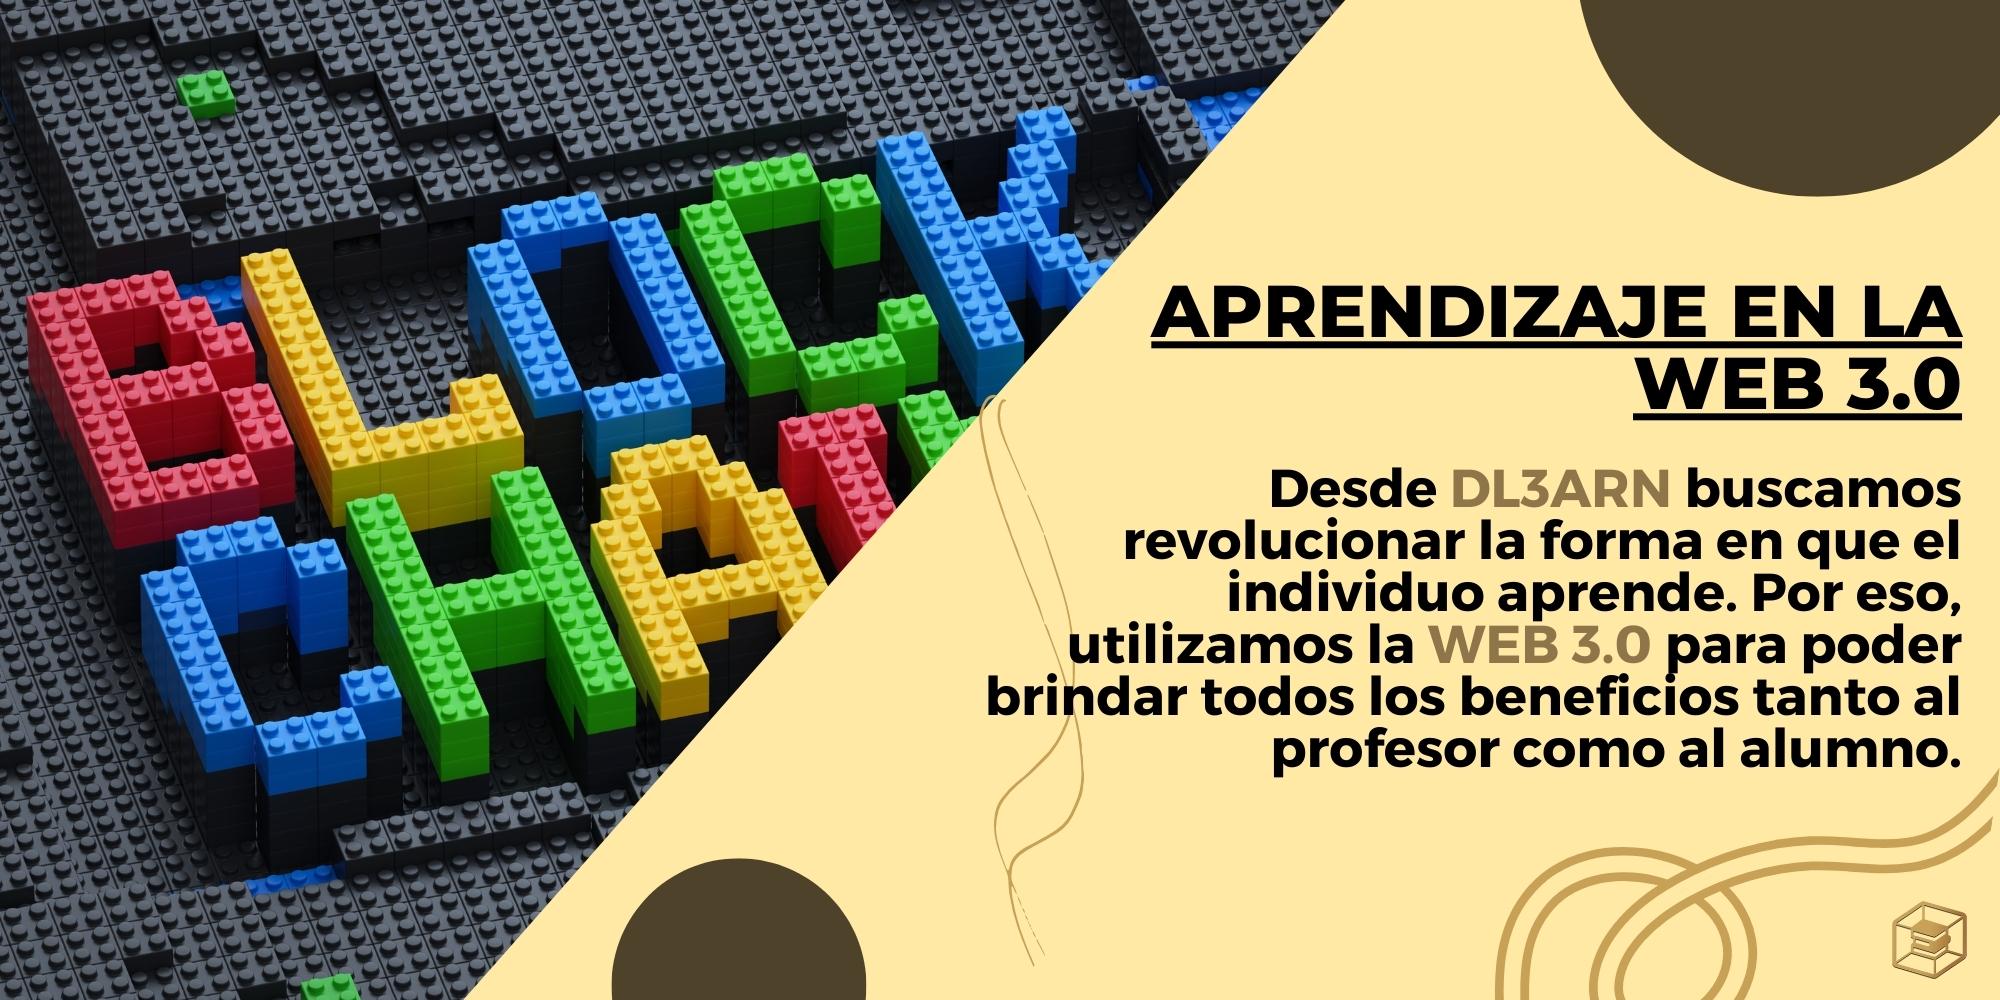 BLOCK
CHA
APRENDIZAJE EN LA
WEB 3.0
Desde DL3ARN buscamos
revolucionar la forma en que el
individuo aprende. Por eso,
utilizamos la WEB 3.0 para poder
brindar todos los beneficios tanto al
profesor como al alumno.